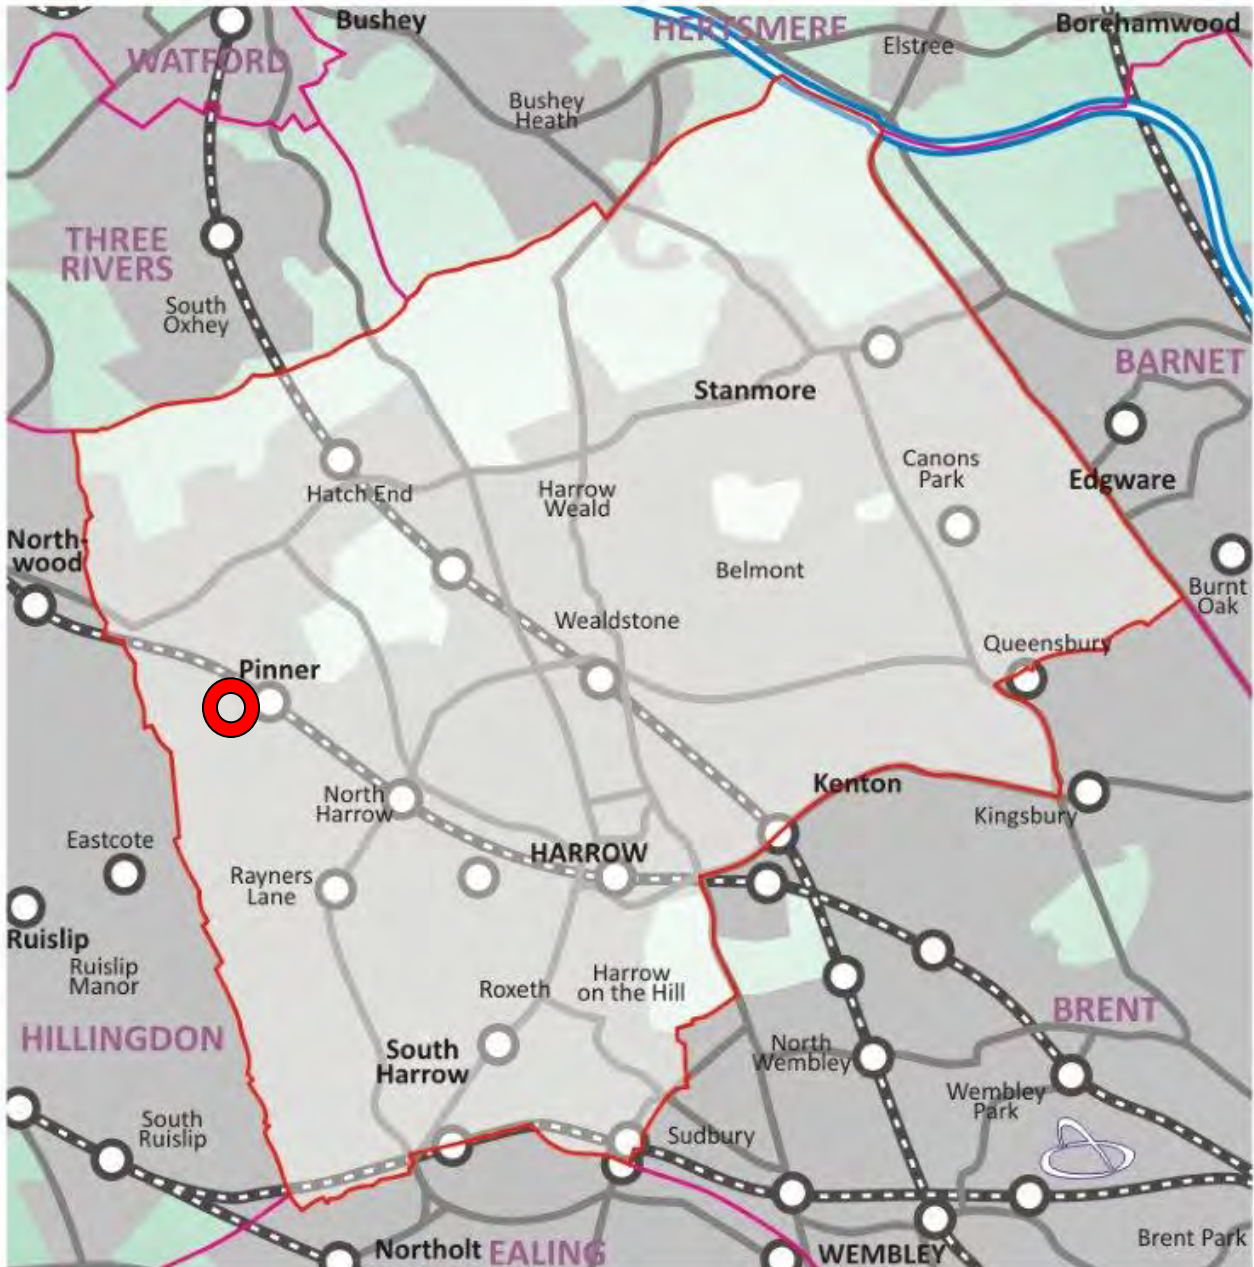 Bushey
HERTSMERE
Borehamwood
WATFORD
Elstree
Bushey
Heath
THREE
RIVERS
South
Oxhey
BARNET
Stanmore
Canons
Park
Edgware
Hatch End
Harrow
Weald
North-
wood
Belmont
Burnt
Oak
Wealdstone
Queensbury
Pinner
Kenton
North
Harrow
Kingsbury
Eastcote
HARROW
Rayners
Lane
Ruislip
Ruislip
Manor
Harrow
on the Hill
Roxeth
BRENT
HILLINGDON
South
Harrow
North
Wembley
Wembley
Park
South
Ruislip
Sudbury
Brent Park
Northolt
EALING
WEMBLEY